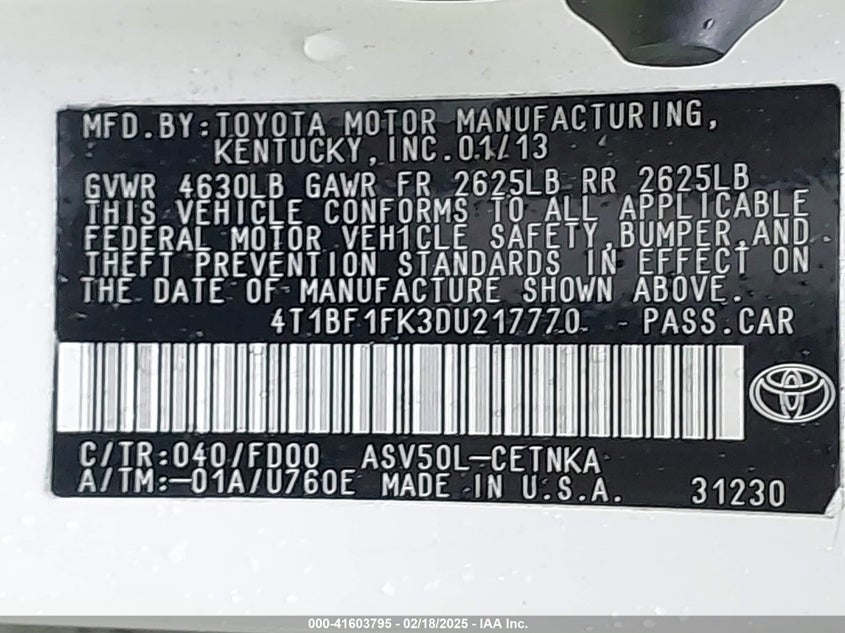 MFD.BY:TOYOTA MOTOR MANUFACTURING,
KENTUCKY,INC.01/13
GVWR 4630LB GAWR FR 2625LB RR 2625LB
THIS VEHICLE CONFORMS TO ALL APPLICABLE
FEDERAL MOTOR VEHICLE SAFETY,BUMPER,AND
THEFT PREVENTION STANDARDS IN EFFECT ON
THE DATE OF MANUFACTURE SHOWN ABOVE.
4T1BF1FK3DU217770 PASS.CAR
C/TR:040/FD00 ASV50L-CETNKA
A/TM:-01A/U760E MADE IN U.S.A. 31230
000-41603795 - 02/18/2025 - IAA Inc.